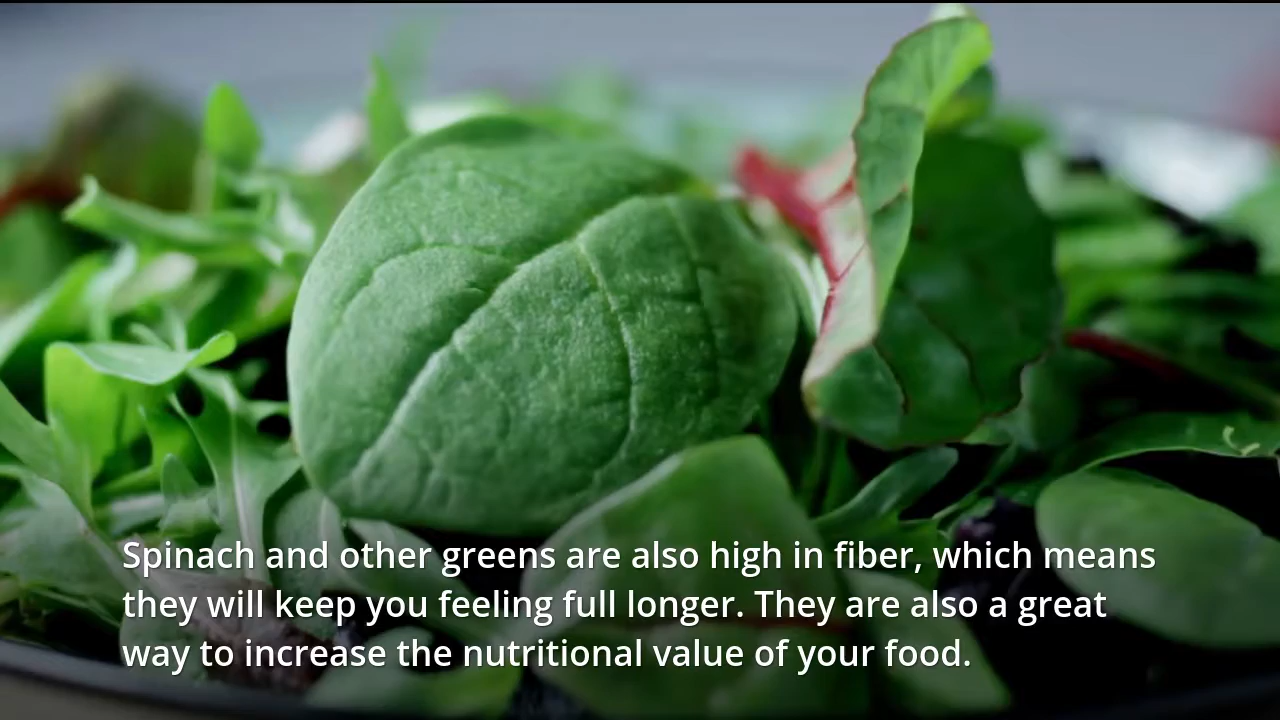 Spinach and other greens are also high in fiber, which means
they will keep you feeling full longer. They are also a great
way to increase the nutritional value of your food.